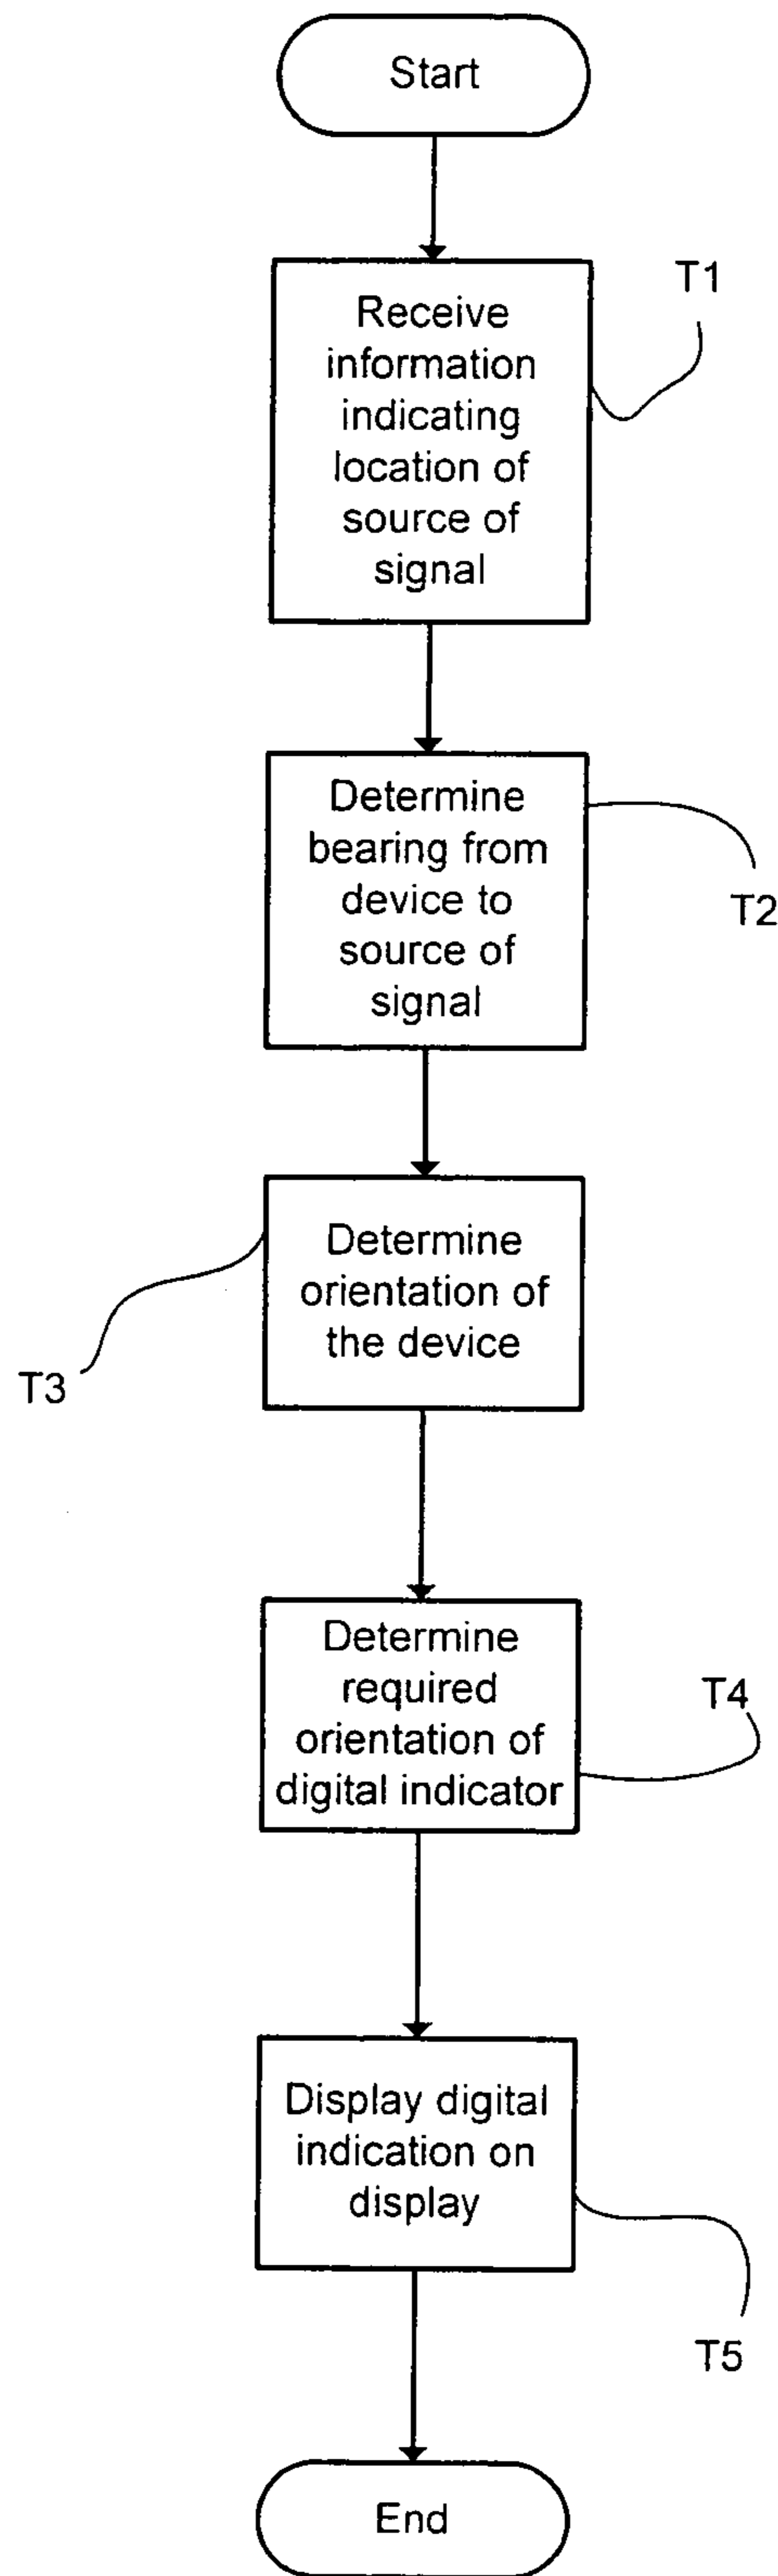 Start
T1
Receive
information
indicating
location of
source of
signal
Determine
bearing from
device to
source of
signal
T2
Determine
orientation of
the device
T3
Determine
required
orientation of
digital indicator
T4
Display digital
indication on
display
T5
End